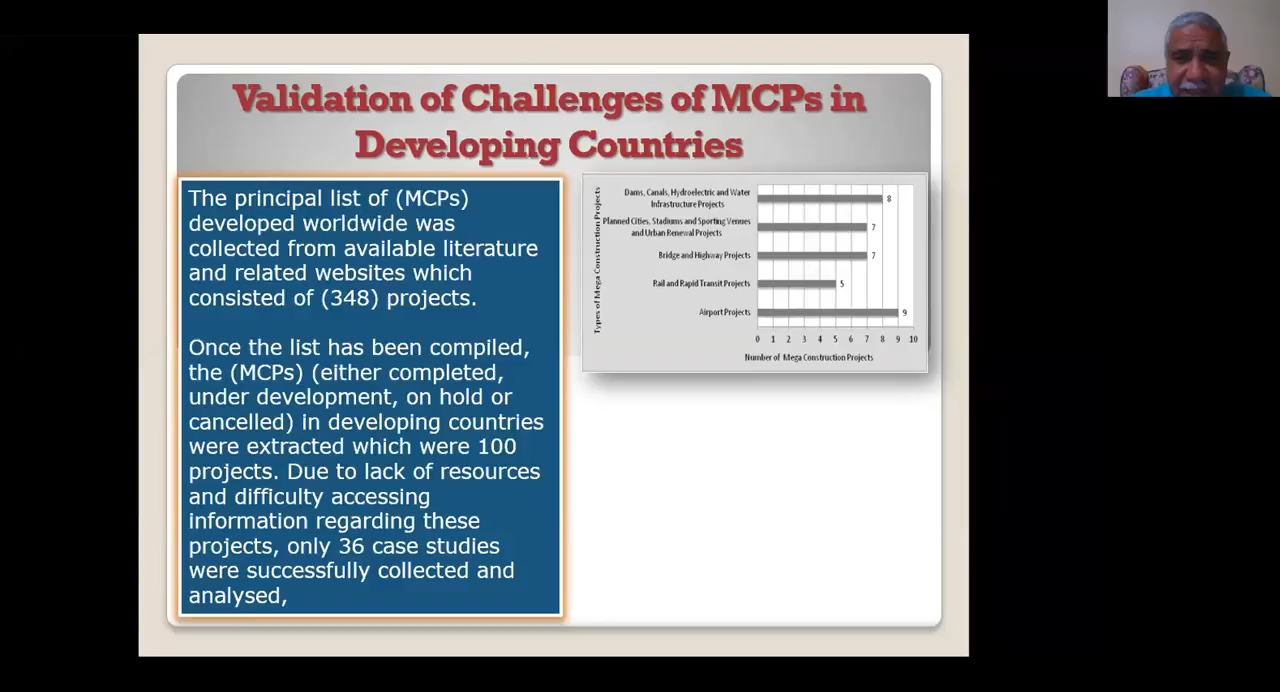 Validation of Challenges of MCPs in
Developing Countries
The principal list of (MCPs)
developed worldwide was
collected from available literature
and related websites which
consisted of (348) projects.
Once the list has been compiled,
the (MCPs) (either completed,
under development, on hold or
cancelled) in developing countries
were extracted which were 100
projects. Due to lack of resources
and difficulty accessing
information regarding these
projects, only 36 case studies
were successfully collected and
analysed,
Types of Mega Construction Projects
Dams, Canals, Hydroelectric and Water
Infrastructure Projects
8
Planned Cities, Stadiums and Sporting Venues
and Urban Renewal Projects
7
Bridge and Highway Projects
7
Rail and Rapid Transit Projects
5
Airport Projects
9
0 1 2 3 4 5 6 7 8 9 10
Number of Mega Construction Projects